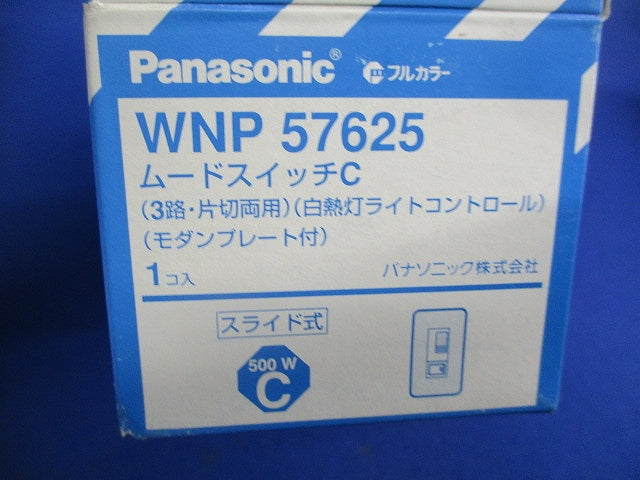 Panasonic® フルカラー
WNP 57625
ムードスイッチC
(3路・片切両用)(白熱灯ライトコントロール)
(モダンプレート付)
1コ入 パナソニック株式会社
スライド式
500 W
C